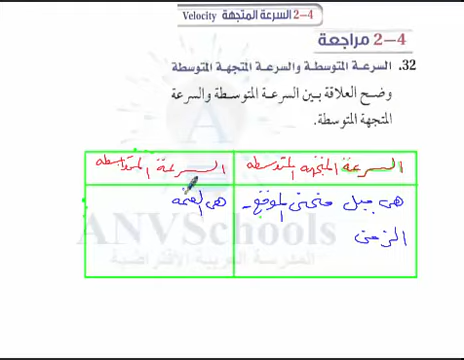 2-4 السرعة المتجهة Velocity
2-4 مراجعة
32. السرعة المتوسطة والسرعة المتجهة المتوسطة
وضح العلاقة بين السرعة المتوسطة والسرعة
المتجهة المتوسطة.
السرعة المتجهة المتوسطة
السرعة المتوسطة
هي ميل منحنى الموقع -
الزمن
هي القيمة
ANVSchools
المدرسة العربية الافتراضية